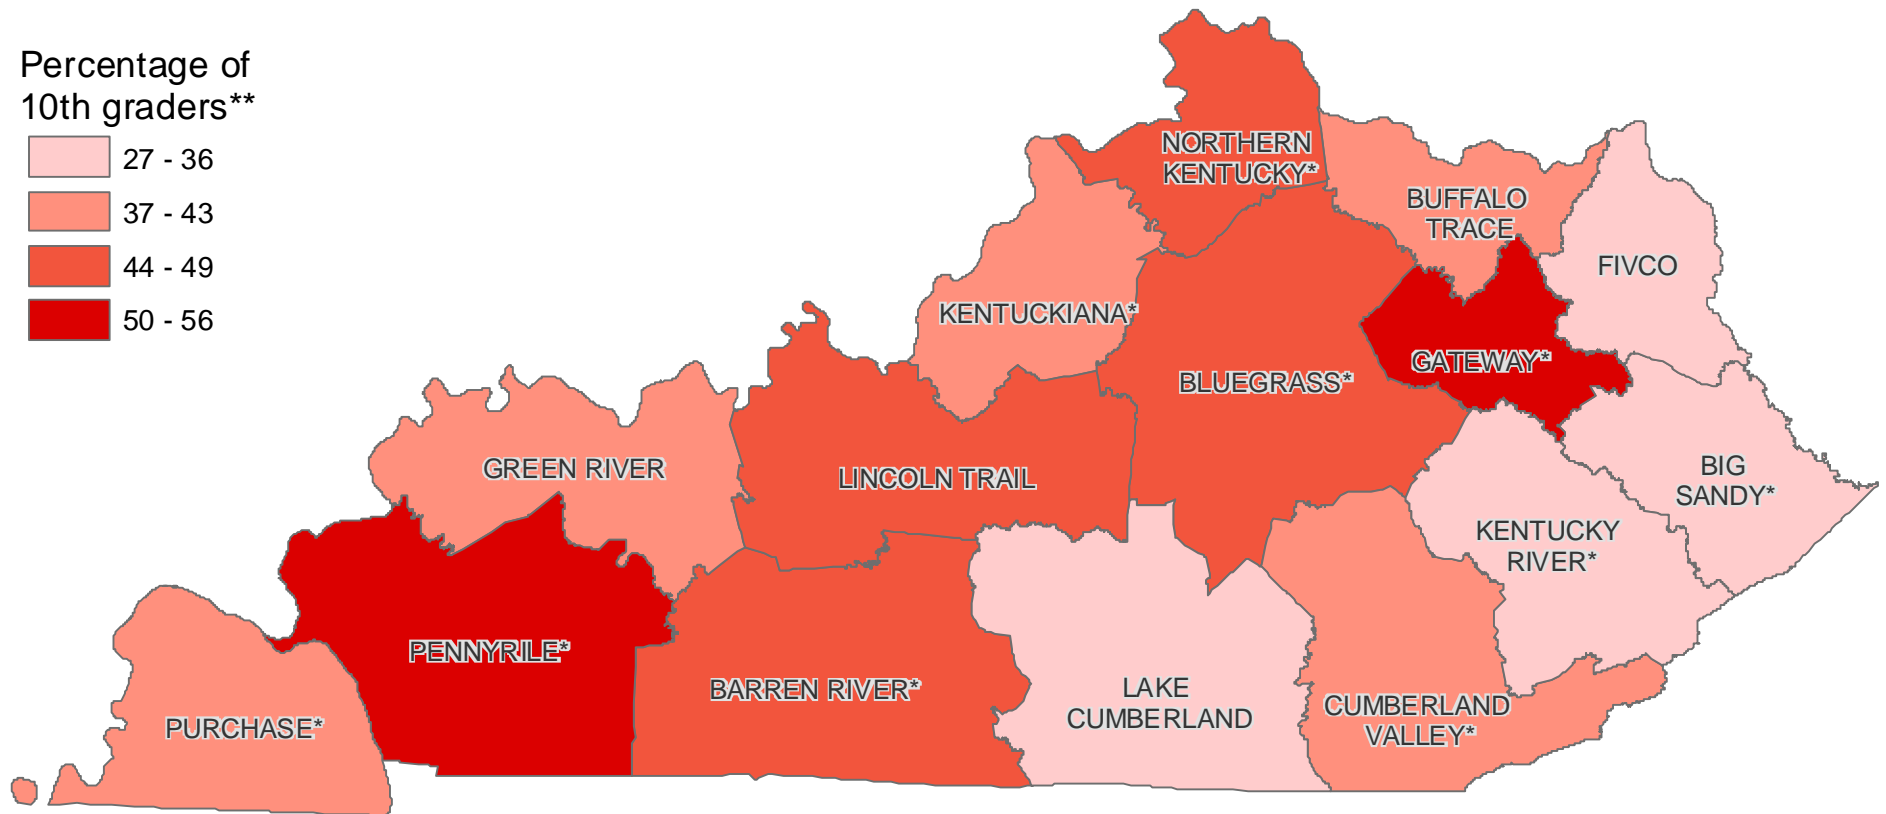 Percentage of
10th graders**
27 - 36
37 - 43
44 - 49
50 - 56
NORTHERN
KENTUCKY*
BUFFALO
TRACE
FIVCO
KENTUCKIANA*
GATEWAY*
BLUEGRASS*
GREEN RIVER
LINCOLN TRAIL
BIG
SANDY*
KENTUCKY
RIVER*
PENNYRILE*
BARREN RIVER*
LAKE
CUMBERLAND
CUMBERLAND
VALLEY*
PURCHASE*